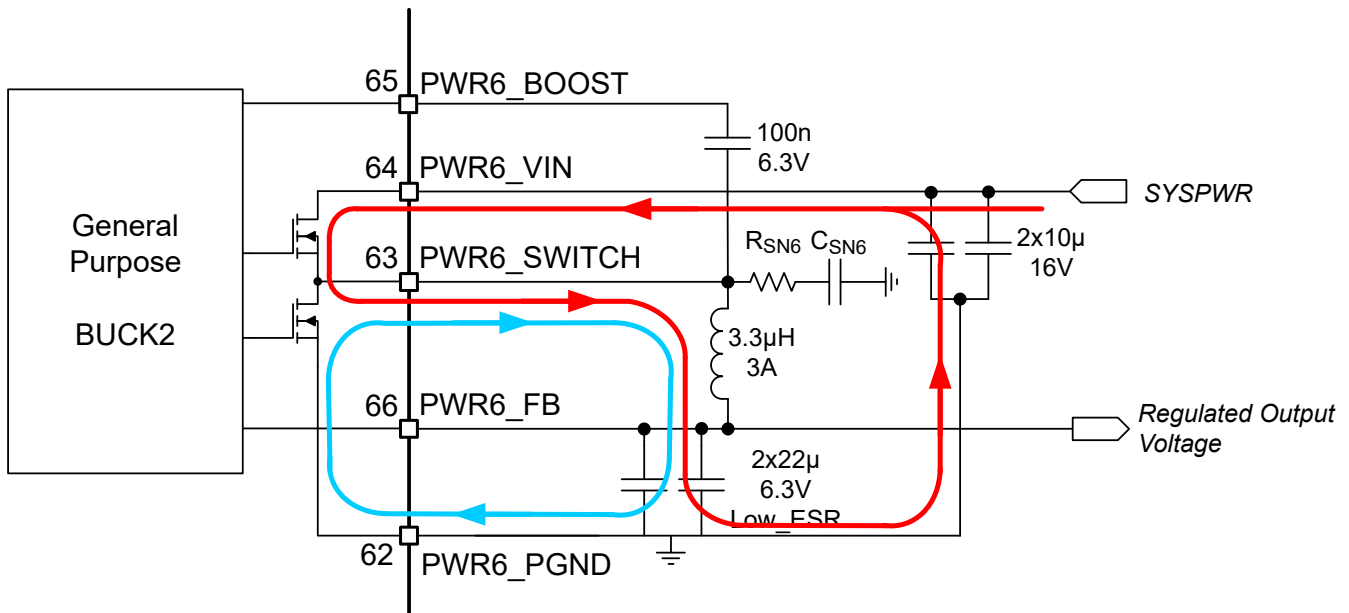 65 PWR6_BOOST
100n
6.3V
64 PWR6_VIN
SYSPWR
General
Purpose
BUCK2
63 PWR6_SWITCH
RSN6 CSN6
2x10µ
16V
3.3µH
3A
66 PWR6_FB
Regulated Output
Voltage
2x22µ
6.3V
Low_ESR
62 PWR6_PGND